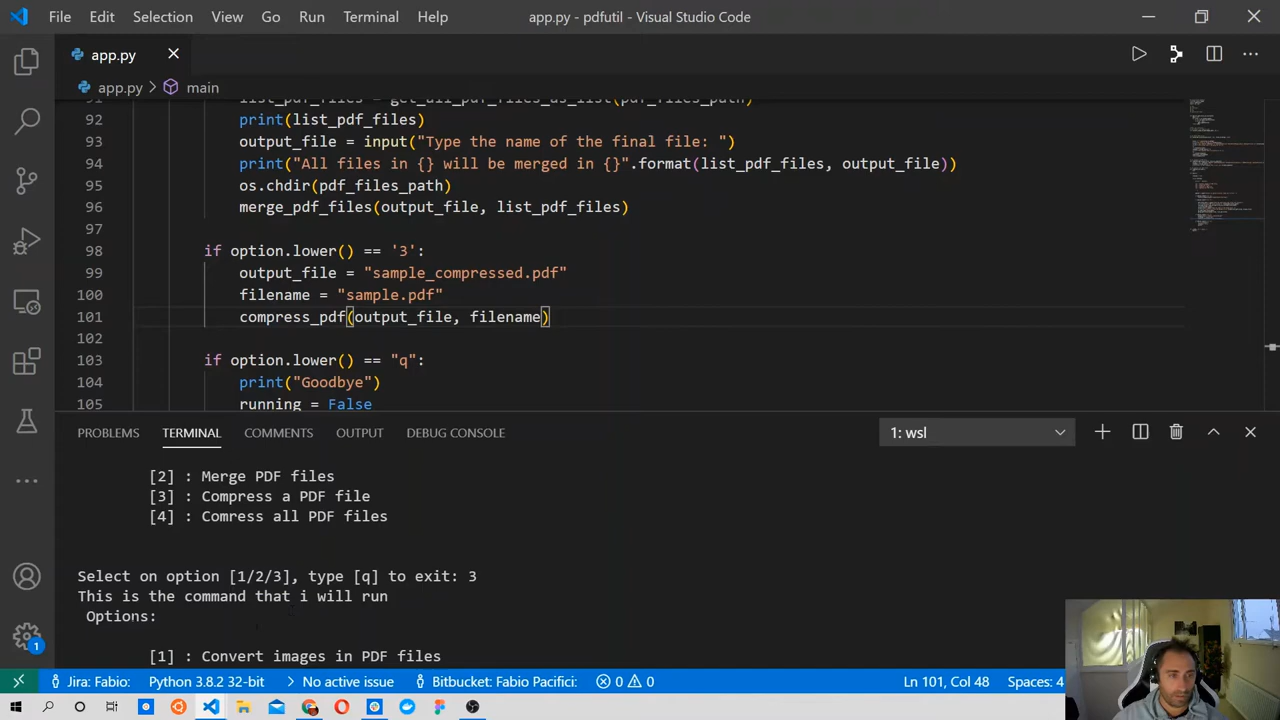 File Edit Selection View Go Run Terminal Help app.py - pdfutil - Visual Studio Code
app.py
app.py > main
91 list_pdf_files = get_all_pdf_files_as_list(pdf_files_path)
92 print(list_pdf_files)
93 output_file = input("Type the name of the final file: ")
94 print("All files in {} will be merged in {}".format(list_pdf_files, output_file))
95 os.chdir(pdf_files_path)
96 merge_pdf_files(output_file, list_pdf_files)
97
98 if option.lower() == '3':
99 output_file = "sample_compressed.pdf"
100 filename = "sample.pdf"
101 compress_pdf(output_file, filename)
102
103 if option.lower() == "q":
104 print("Goodbye")
105 running = False
PROBLEMS TERMINAL COMMENTS OUTPUT DEBUG CONSOLE 1: wsl
[2] : Merge PDF files
[3] : Compress a PDF file
[4] : Comress all PDF files
Select on option [1/2/3], type [q] to exit: 3
This is the command that i will run
Options:
[1] : Convert images in PDF files
1
Jira: Fabio: Python 3.8.2 32-bit No active issue Bitbucket: Fabio Pacifici: 0 0 Ln 101, Col 48 Spaces: 4